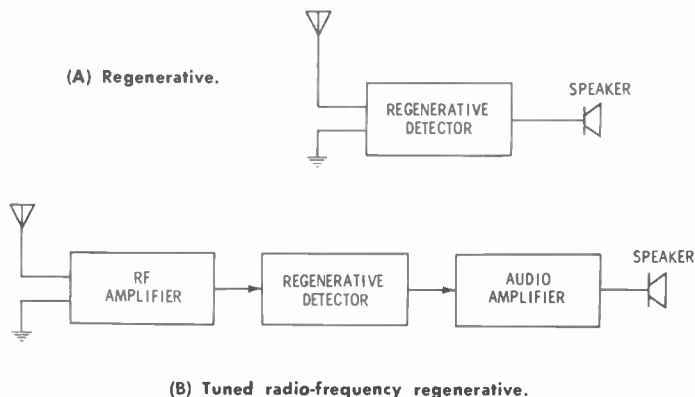 (A) Regenerative.
SPEAKER
REGENERATIVE
DETECTOR
SPEAKER
RF
AMPLIFIER
REGENERATIVE
DETECTOR
AUDIO
AMPLIFIER
(B) Tuned radio-frequency regenerative.